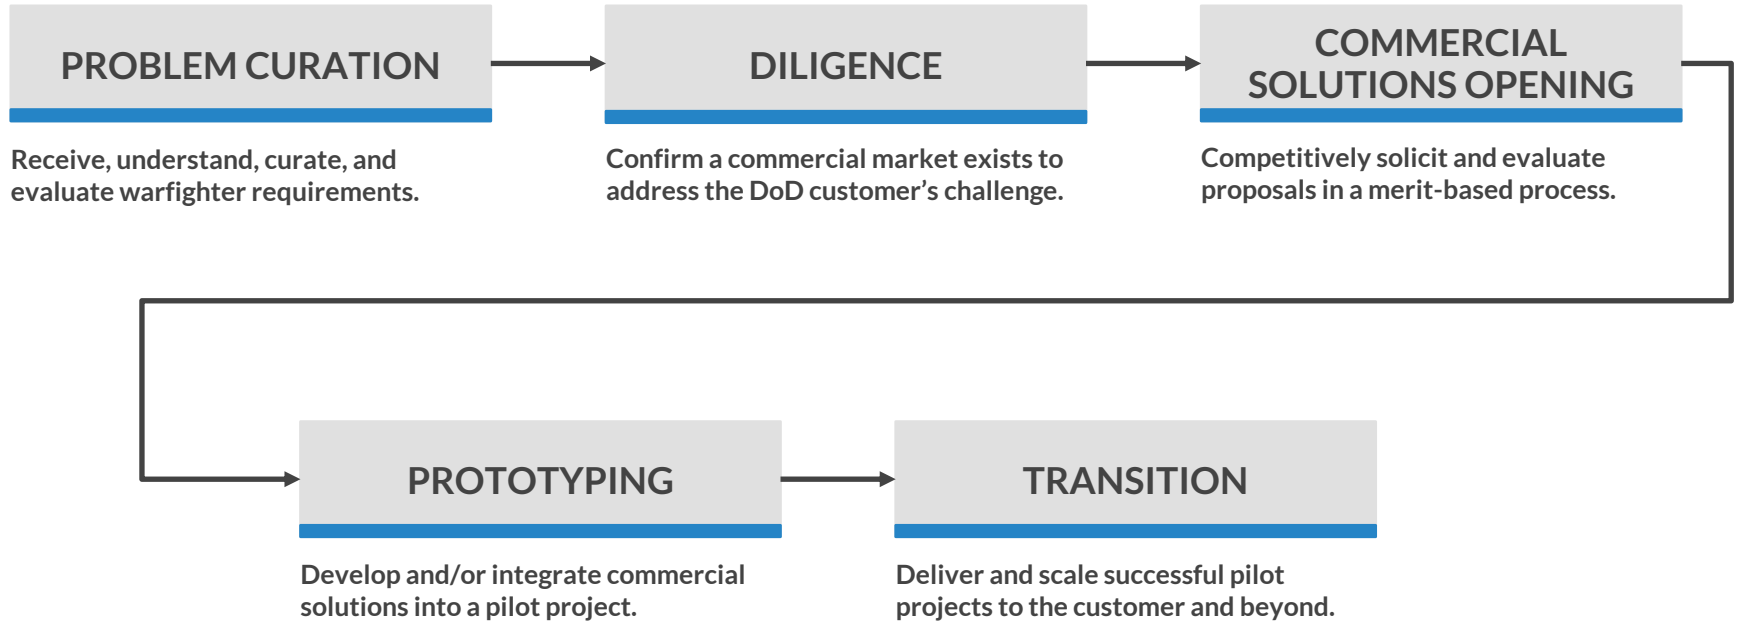 PROBLEM CURATION
Receive, understand, curate, and
evaluate warfighter requirements.
DILIGENCE
Confirm a commercial market exists to
address the DoD customer’s challenge.
COMMERCIAL
SOLUTIONS OPENING
Competitively solicit and evaluate
proposals in a merit-based process.
PROTOTYPING
Develop and/or integrate commercial
solutions into a pilot project.
TRANSITION
Deliver and scale successful pilot
projects to the customer and beyond.